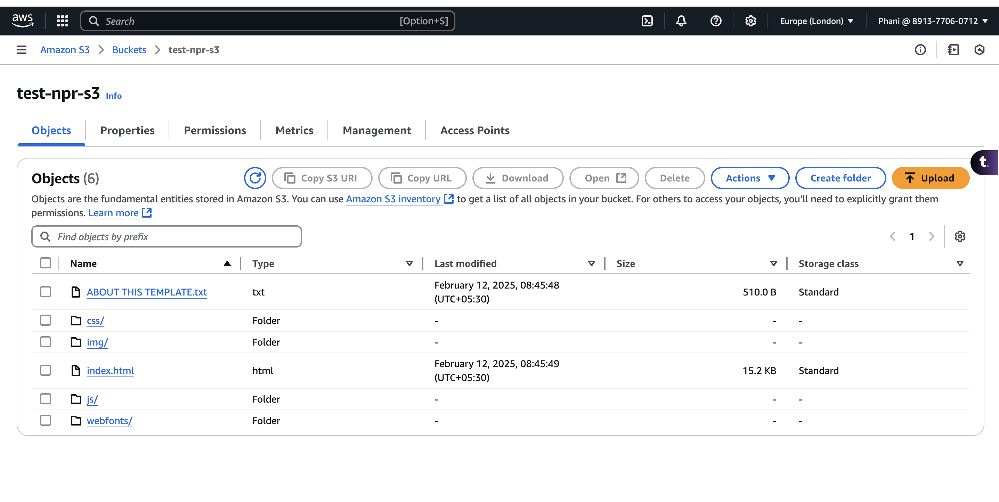 aws
Search [Option+S] Europe (London) Phani @ 8913-7706-0712
Amazon S3 Buckets test-npr-s3
test-npr-s3 Info
Objects Properties Permissions Metrics Management Access Points
t.
Objects (6) Copy S3 URI Copy URL Download Open Delete Actions Create folder Upload
Objects are the fundamental entities stored in Amazon S3. You can use Amazon S3 inventory to get a list of all objects in your bucket. For others to access your objects, you’ll need to explicitly grant them
permissions. Learn more
Find objects by prefix 1
Name Type Last modified Size Storage class
ABOUT THIS TEMPLATE.txt txt February 12, 2025, 08:45:48 (UTC+05:30) 510.0 B Standard
css/ Folder - - -
img/ Folder - - -
index.html html February 12, 2025, 08:45:49 (UTC+05:30) 15.2 KB Standard
js/ Folder - - -
webfonts/ Folder - - -